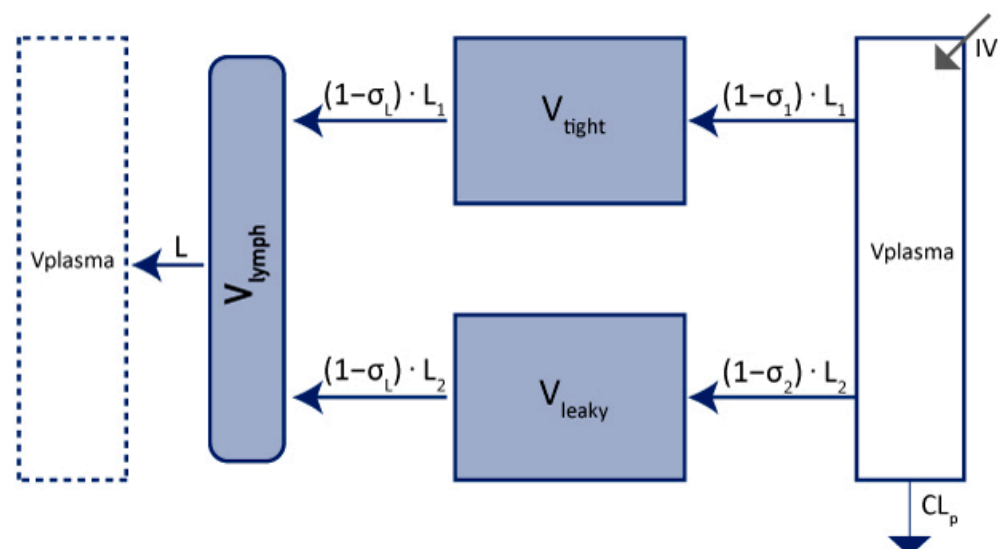 IV
(1−σL) · L1
Vtight
(1−σ1) · L1
Vplasma
L
Vlymph
Vplasma
(1−σL) · L2
Vleaky
(1−σ2) · L2
CLp